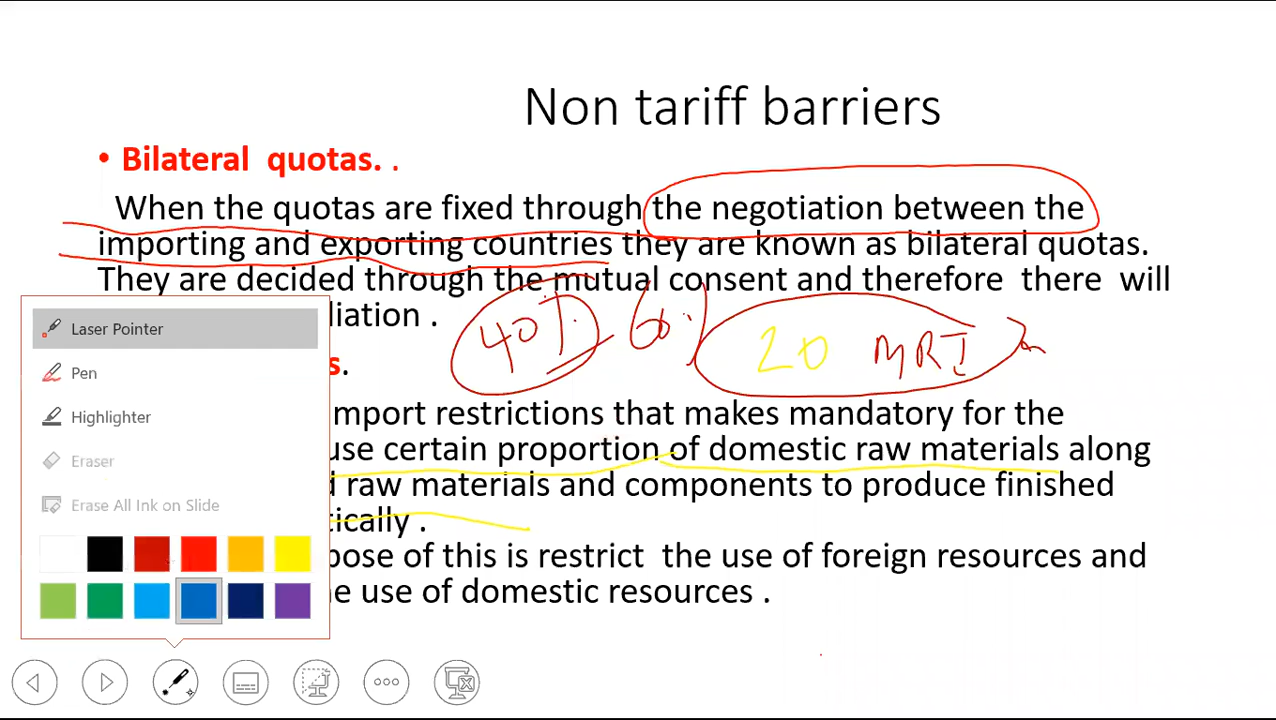 Non tariff barriers
• Bilateral quotas. .
When the quotas are fixed through the negotiation between the
importing and exporting countries they are known as bilateral quotas.
They are decided through the mutual consent and therefore there will
liation .
40%. 60%
20 MRI
s.
mport restrictions that makes mandatory for the
use certain proportion of domestic raw materials along
d raw materials and components to produce finished
tically .
pose of this is restrict the use of foreign resources and
e use of domestic resources .
Laser Pointer
Pen
Highlighter
Eraser
Erase All Ink on Slide